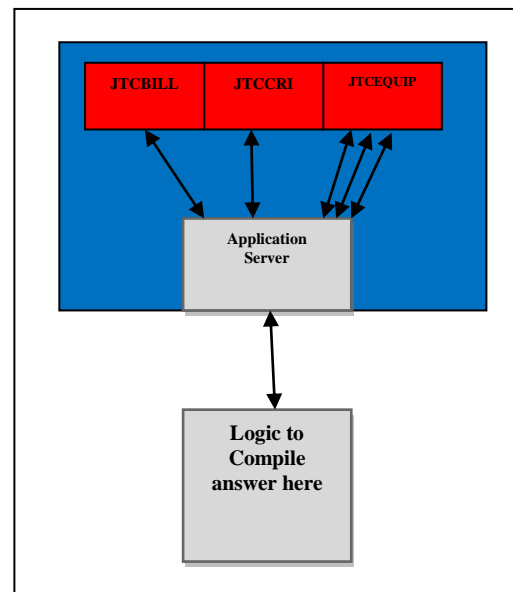 JTCBILL
JTCCRI
JTCEQUIP
Application
Server
Logic to
Compile
answer here